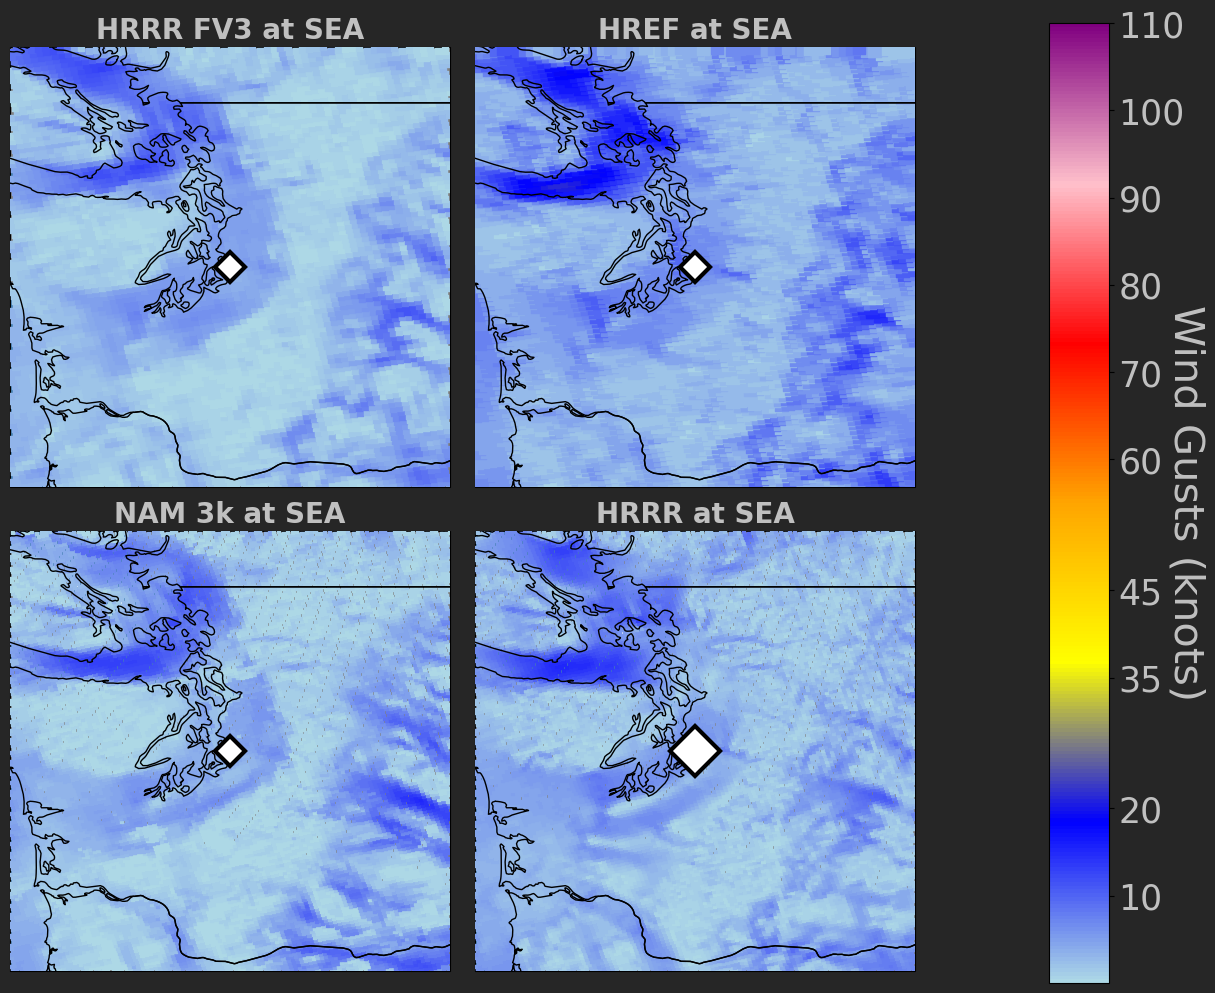 HRRR FV3 at SEA
HREF at SEA
NAM 3k at SEA
HRRR at SEA
110
100
90
80
70
60
45
35
20
10
Wind Gusts (knots)